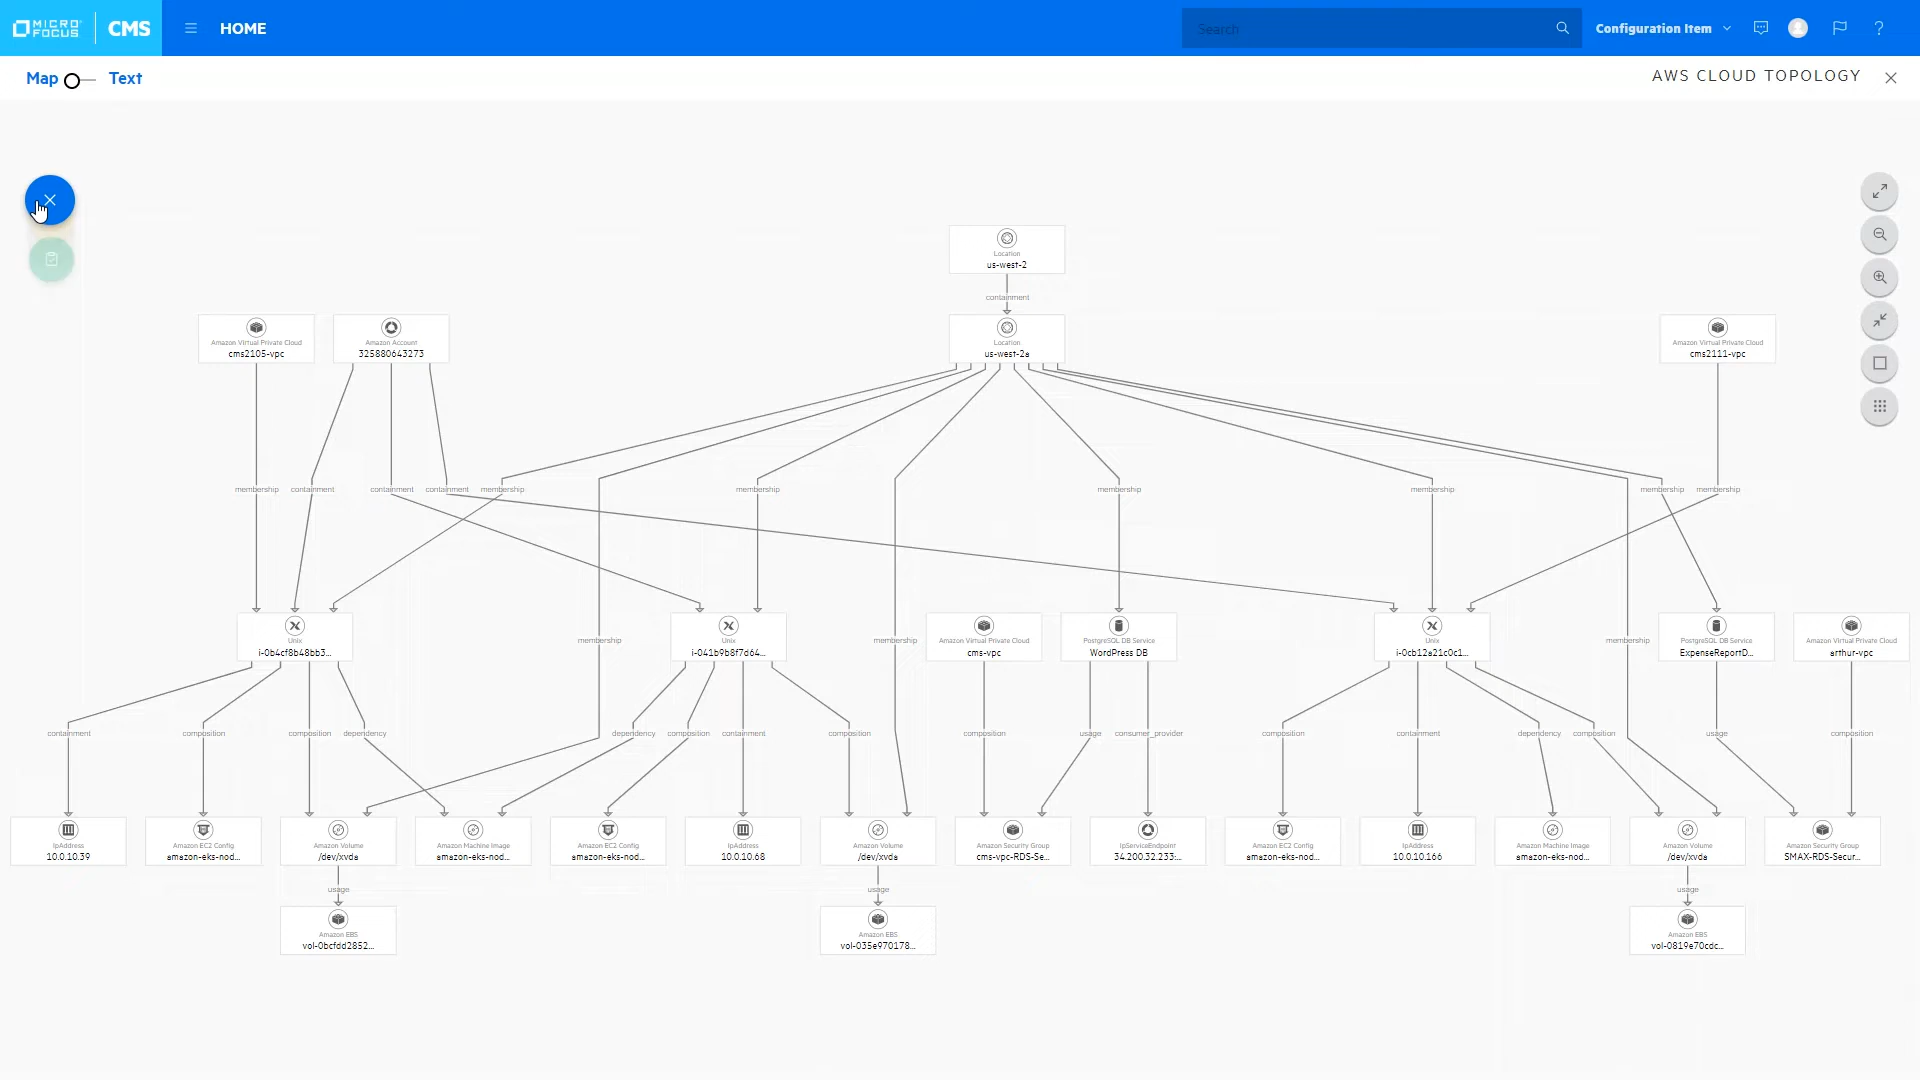 MICRO FOCUS CMS HOME Search Configuration Item ?
Map Text AWS CLOUD TOPOLOGY
Location
us-west-2
containment
Amazon Virtual Private Cloud Amazon Account Location Amazon Virtual Private Cloud
cms2105-vpc 325880643273 us-west-2a cms2111-vpc
membership containment containment containment membership membership membership membership membership membership
Unix Unix Amazon Virtual Private Cloud PostgreSQL DB Service Unix PostgreSQL DB Service Amazon Virtual Private Cloud
membership membership membership
i-0b4cf8b48bb3... i-041b9b8f7d64... cms-vpc WordPress DB i-0cb12a21c0c1... ExpenseReportD... arthur-vpc
containment composition composition dependency dependency composition containment composition composition usage consumer_provider composition containment dependency composition usage composition
IpAddress Amazon EC2 Config Amazon Volume Amazon Machine Image Amazon EC2 Config IpAddress Amazon Volume Amazon Security Group IpServiceEndpoint Amazon EC2 Config IpAddress Amazon Machine Image Amazon Volume Amazon Security Group
10.0.10.39 amazon-eks-nod... /dev/xvda amazon-eks-nod... amazon-eks-nod... 10.0.10.68 /dev/xvda cms-vpc-RDS-Se... 34.200.32.233:... amazon-eks-nod... 10.0.10.166 amazon-eks-nod... /dev/xvda SMAX-RDS-Secur...
usage usage usage
Amazon EBS Amazon EBS Amazon EBS
vol-0bcfdd2852... vol-035e970178... vol-0819e70cdc...